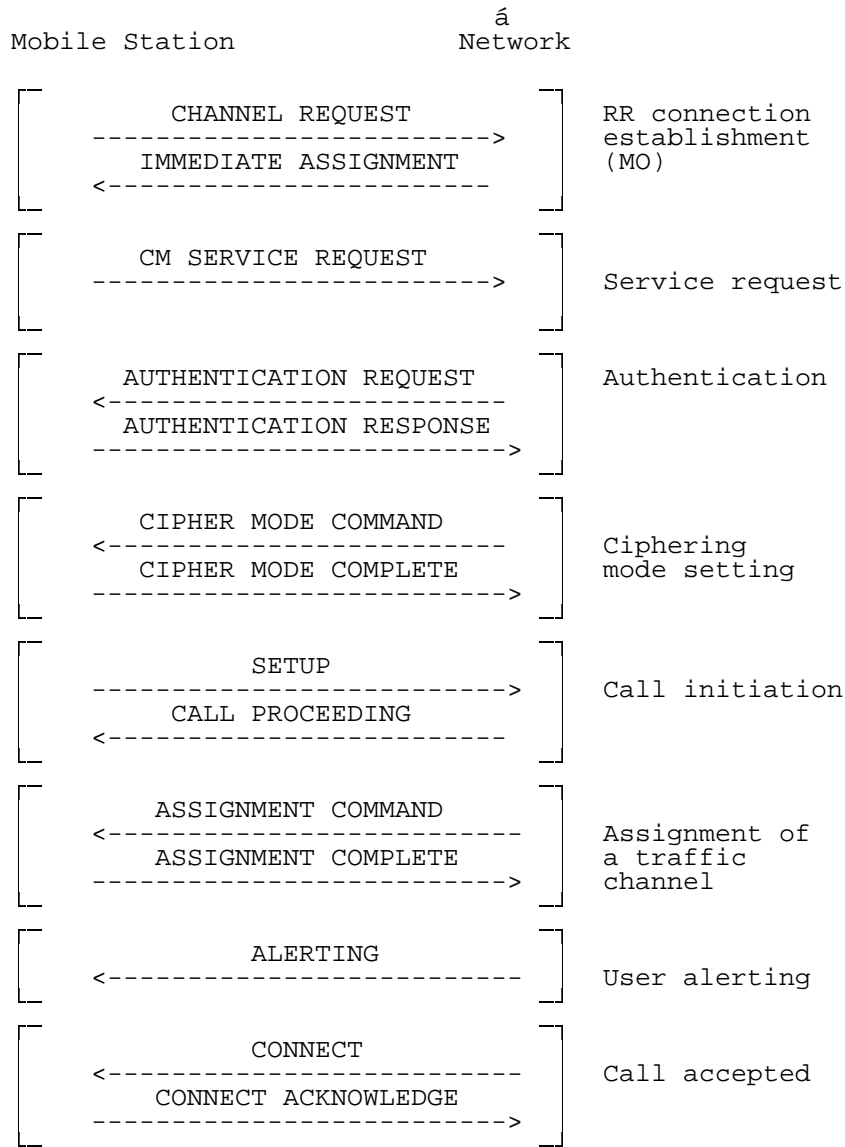 á
Mobile Station Network
CHANNEL REQUEST RR connection
------------------------> establishment
IMMEDIATE ASSIGNMENT (MO)
<------------------------
CM SERVICE REQUEST
-------------------------> Service request
AUTHENTICATION REQUEST Authentication
<-------------------------
AUTHENTICATION RESPONSE
-------------------------->
CIPHER MODE COMMAND
<------------------------- Ciphering
CIPHER MODE COMPLETE mode setting
-------------------------->
SETUP
--------------------------> Call initiation
CALL PROCEEDING
<-------------------------
ASSIGNMENT COMMAND
<-------------------------- Assignment of
ASSIGNMENT COMPLETE a traffic
--------------------------> channel
ALERTING
<-------------------------- User alerting
CONNECT
<-------------------------- Call accepted
CONNECT ACKNOWLEDGE
-------------------------->